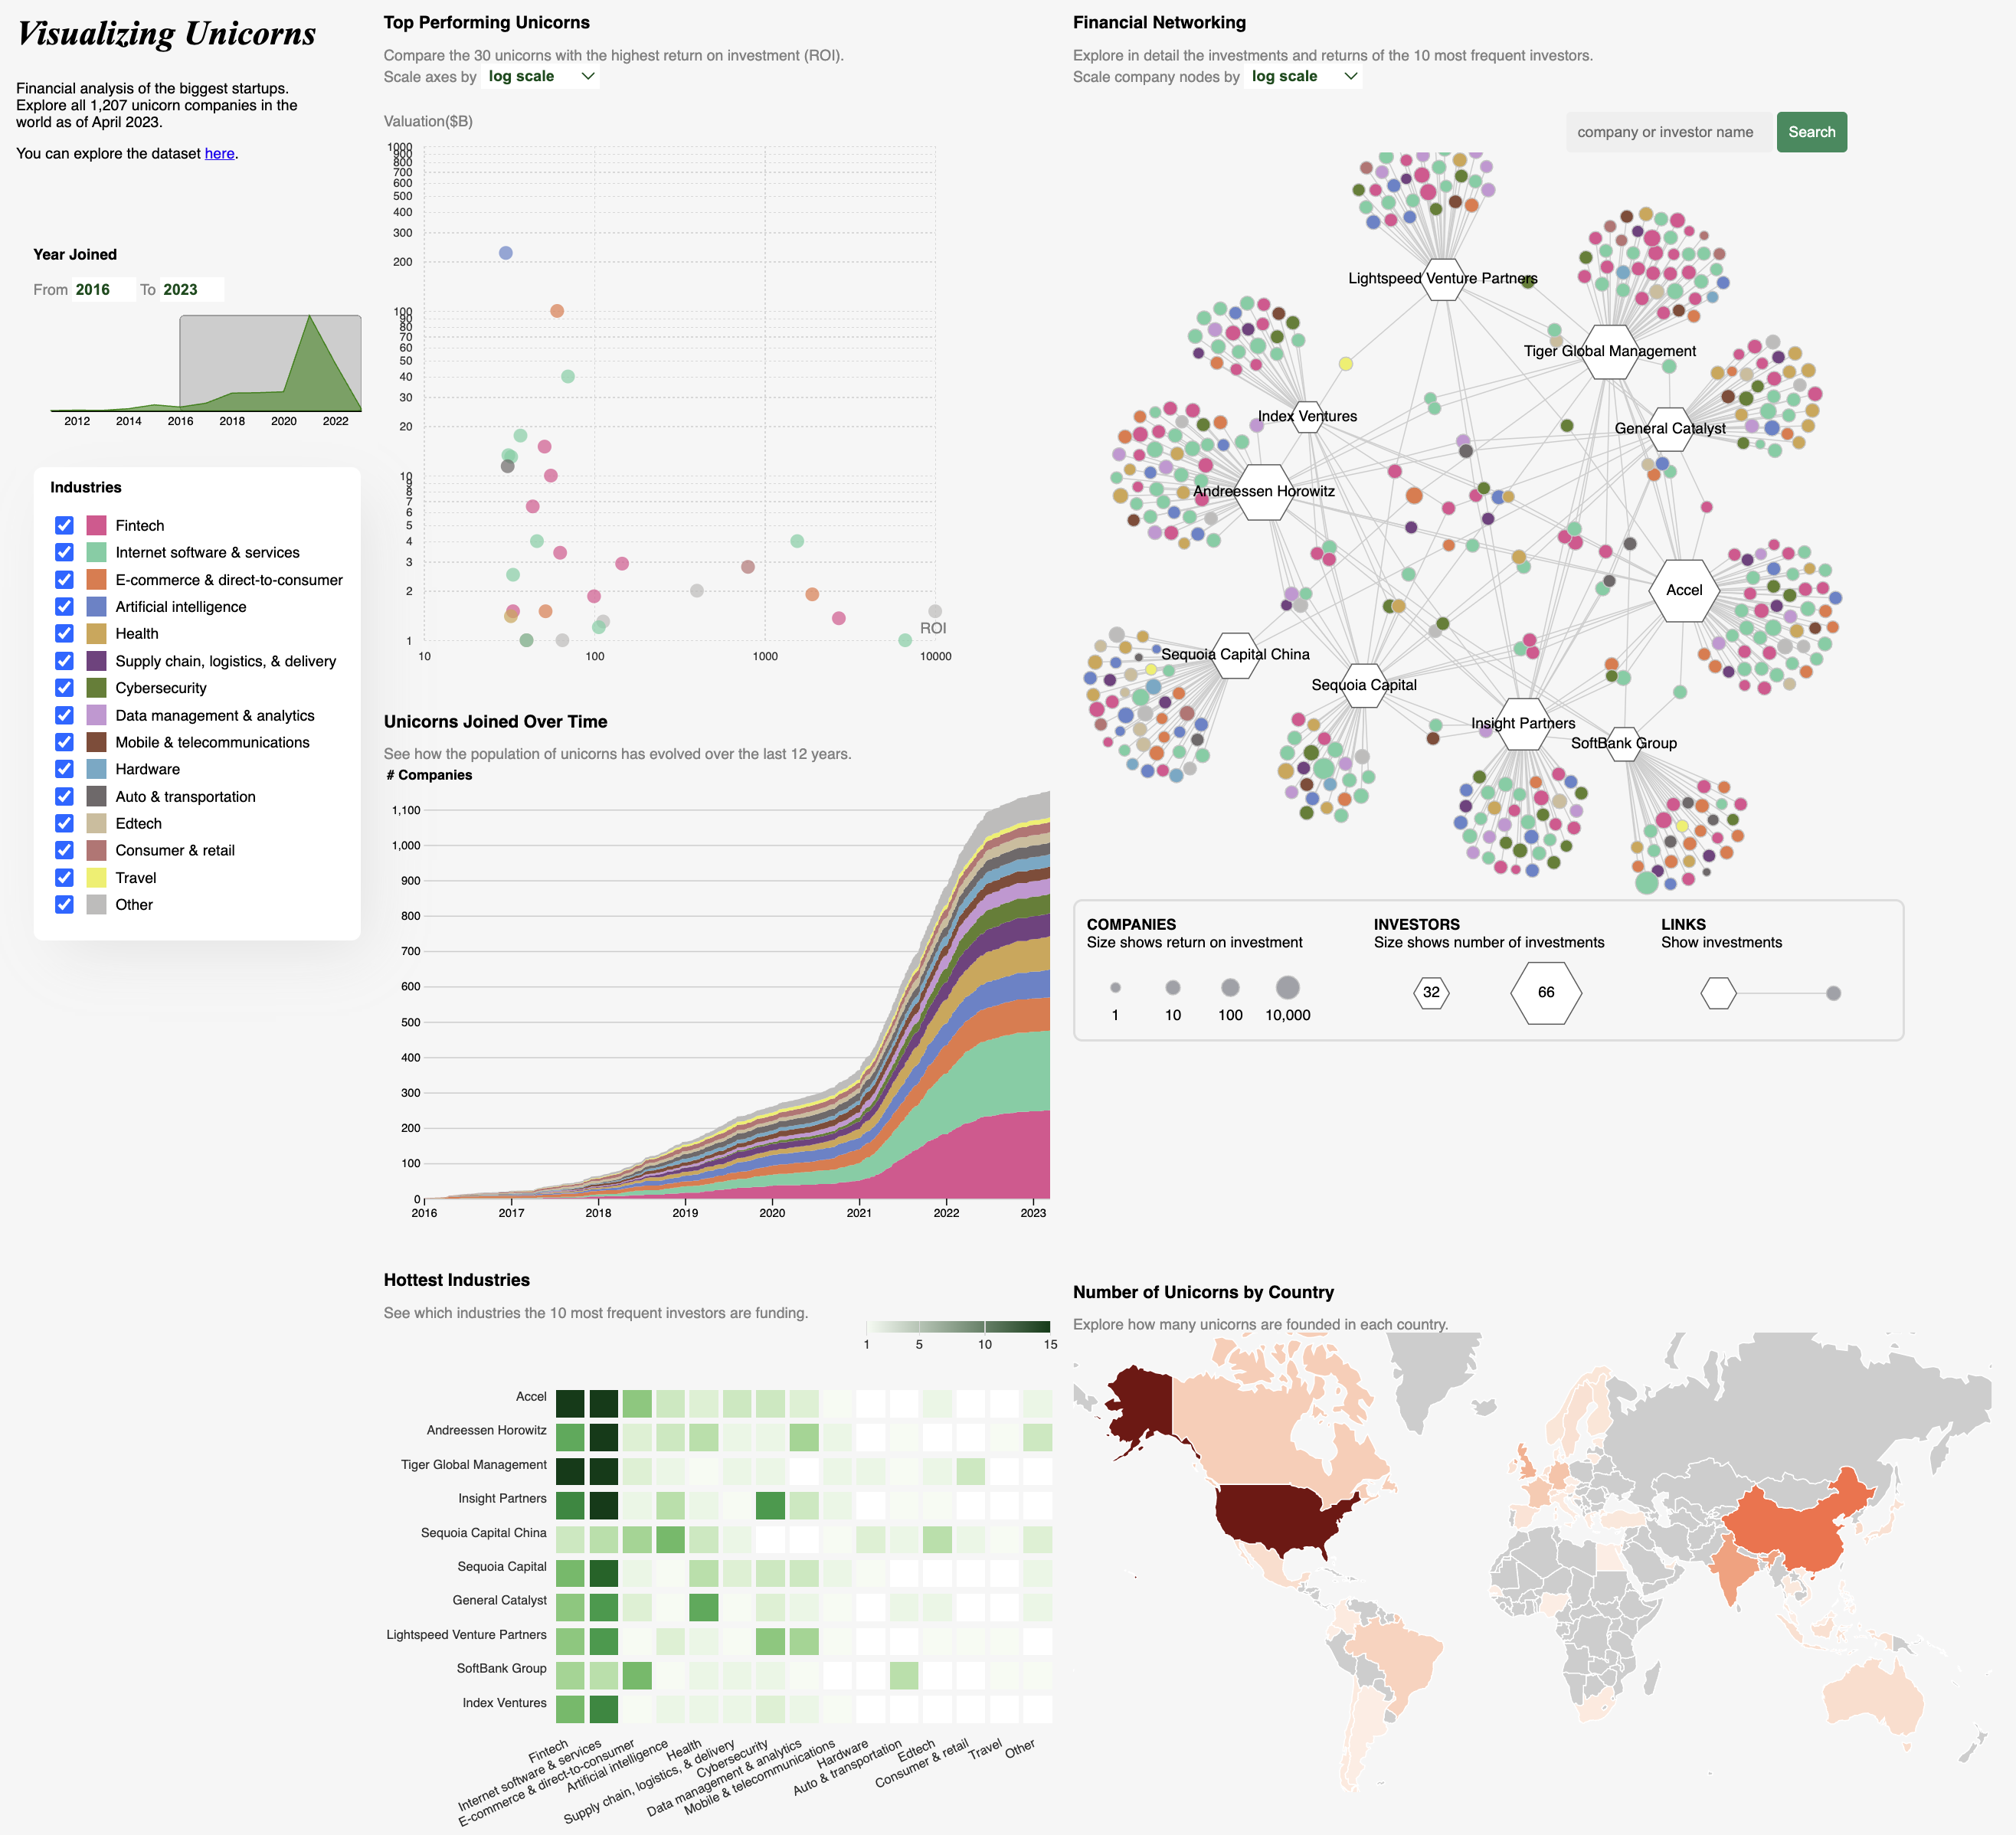 Visualizing Unicorns
Financial analysis of the biggest startups.
Explore all 1,207 unicorn companies in the
world as of April 2023.
You can explore the dataset here.
Year Joined
From 2016 To 2023
2012 2014 2016 2018 2020 2022
Industries
Fintech
Internet software & services
E-commerce & direct-to-consumer
Artificial intelligence
Health
Supply chain, logistics, & delivery
Cybersecurity
Data management & analytics
Mobile & telecommunications
Hardware
Auto & transportation
Edtech
Consumer & retail
Travel
Other
Top Performing Unicorns
Compare the 30 unicorns with the highest return on investment (ROI).
Scale axes by log scale
Valuation($B)
1000
900
800
700
600
500
400
300
200
100
90
80
70
60
50
40
30
20
10
9
8
7
6
5
4
3
2
1
ROI
10 100 1000 10000
Unicorns Joined Over Time
See how the population of unicorns has evolved over the last 12 years.
# Companies
1,100
1,000
900
800
700
600
500
400
300
200
100
0
2016 2017 2018 2019 2020 2021 2022 2023
Hottest Industries
See which industries the 10 most frequent investors are funding.
1 5 10 15
Accel
Andreessen Horowitz
Tiger Global Management
Insight Partners
Sequoia Capital China
Sequoia Capital
General Catalyst
Lightspeed Venture Partners
SoftBank Group
Index Ventures
Fintech
Internet software & services
E-commerce & direct-to-consumer
Artificial intelligence
Health
Supply chain, logistics, & delivery
Cybersecurity
Data management & analytics
Mobile & telecommunications
Hardware
Auto & transportation
Edtech
Consumer & retail
Travel
Other
Financial Networking
Explore in detail the investments and returns of the 10 most frequent investors.
Scale company nodes by log scale
company or investor name Search
Lightspeed Venture Partners
Tiger Global Management
Index Ventures
General Catalyst
Andreessen Horowitz
Accel
Sequoia Capital China
Sequoia Capital
Insight Partners
SoftBank Group
COMPANIES
Size shows return on investment
1 10 100 10,000
INVESTORS
Size shows number of investments
32 66
LINKS
Show investments
Number of Unicorns by Country
Explore how many unicorns are founded in each country.